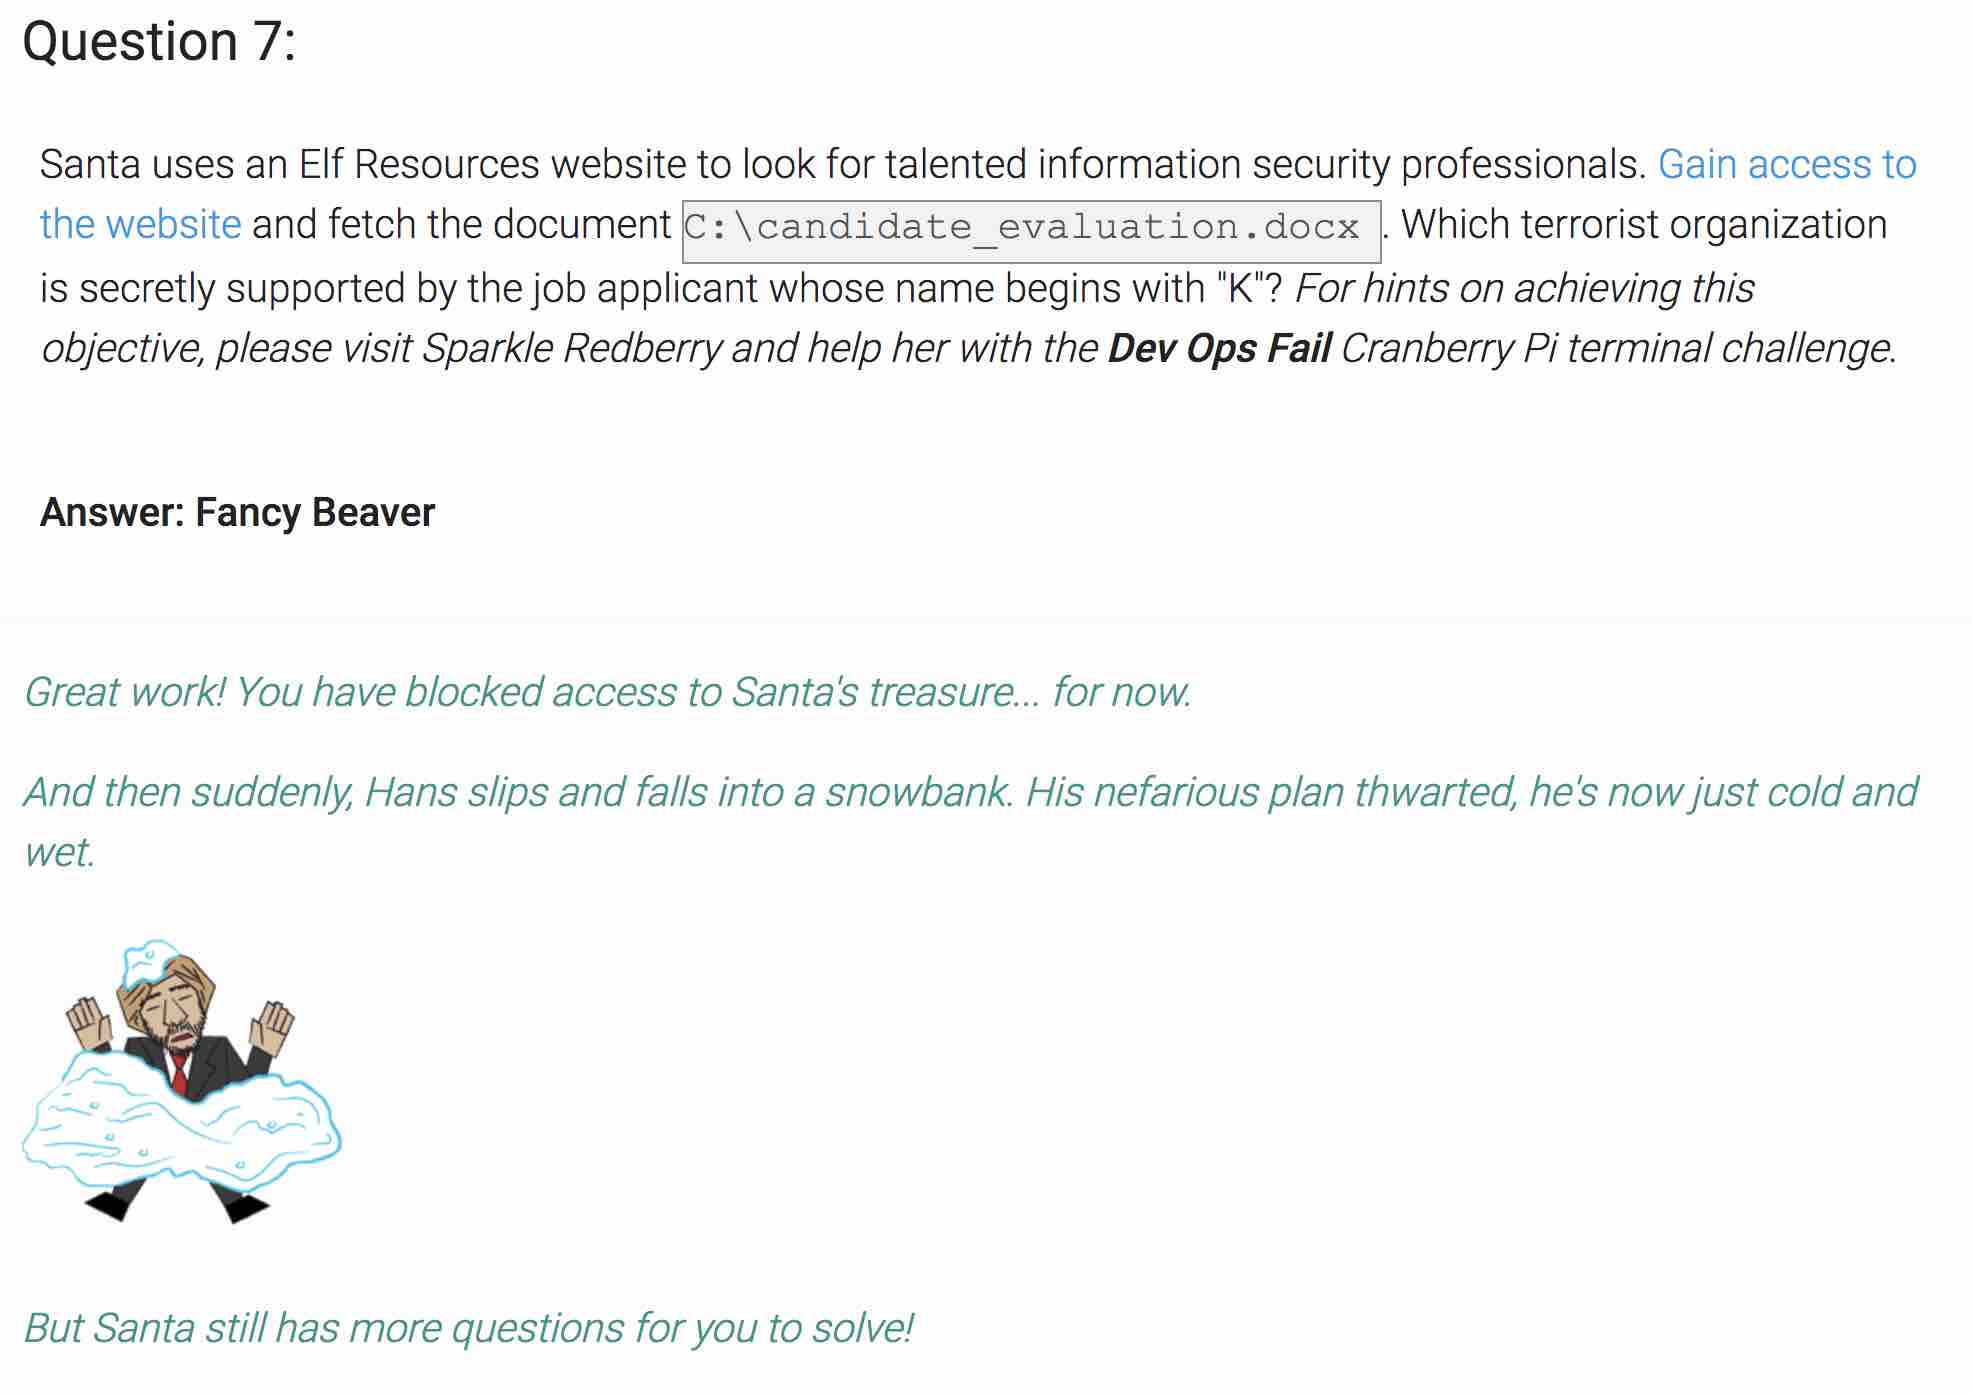 Question 7:
Santa uses an Elf Resources website to look for talented information security professionals. Gain access to
the website and fetch the document C:\candidate_evaluation.docx . Which terrorist organization
is secretly supported by the job applicant whose name begins with "K"? For hints on achieving this
objective, please visit Sparkle Redberry and help her with the Dev Ops Fail Cranberry Pi terminal challenge.
Answer: Fancy Beaver
Great work! You have blocked access to Santa's treasure... for now.
And then suddenly, Hans slips and falls into a snowbank. His nefarious plan thwarted, he's now just cold and
wet.
But Santa still has more questions for you to solve!